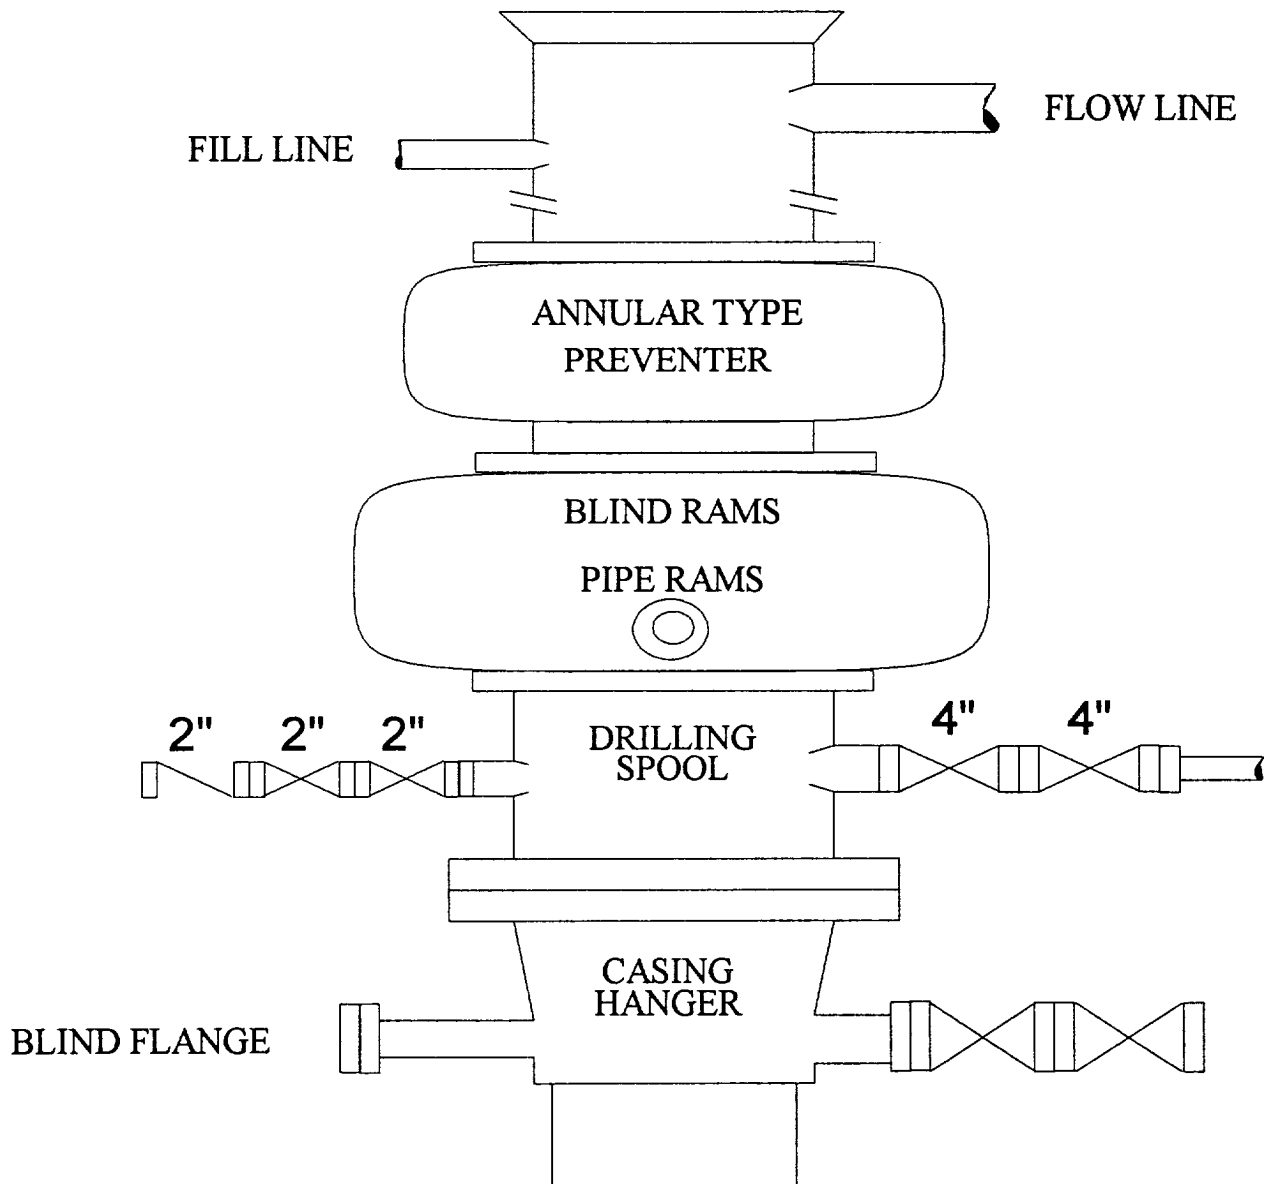 FLOW LINE
FILL LINE
ANNULAR TYPE
PREVENTER
BLIND RAMS
PIPE RAMS
2" 2" 2"
DRILLING
SPOOL
4" 4"
CASING
HANGER
BLIND FLANGE